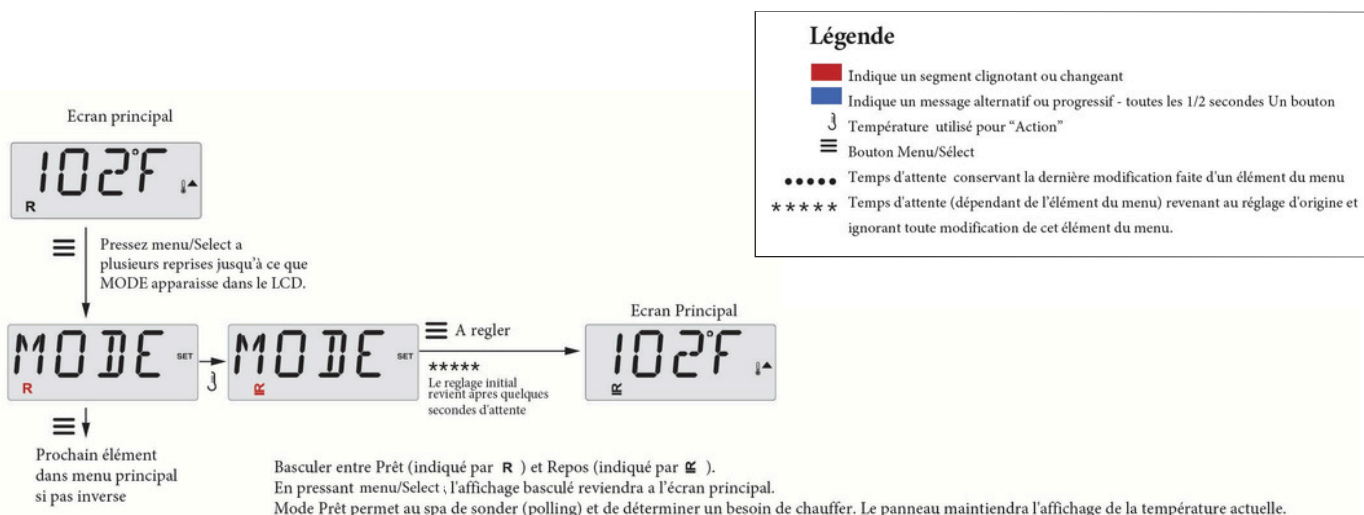 Légende
Indique un segment clignotant ou changeant
Indique un message alternatif ou progressif - toutes les 1/2 secondes Un bouton
Température utilisé pour “Action”
Bouton Menu/Sélect
Temps d'attente conservant la dernière modification faite d'un élément du menu
***** Temps d'attente (dépendant de l'élément du menu) revenant au réglage d'origine et
ignorant toute modification de cet élément du menu.
Ecran principal
102°F
R
Pressez menu/Select a
plusieurs reprises jusqu'à ce que
MODE apparaisse dans le LCD.
MODE SET
R
MODE SET
R
A regler
*****
Le reglage initial
revient apres quelques
secondes d'attente
Ecran Principal
102°F
R
Prochain élément
dans menu principal
si pas inverse
Basculer entre Prêt (indiqué par R ) et Repos (indiqué par R ).
En pressant menu/Select , l'affichage basculé reviendra a l'écran principal.
Mode Prêt permet au spa de sonder (polling) et de déterminer un besoin de chauffer. Le panneau maintiendra l'affichage de la température actuelle.